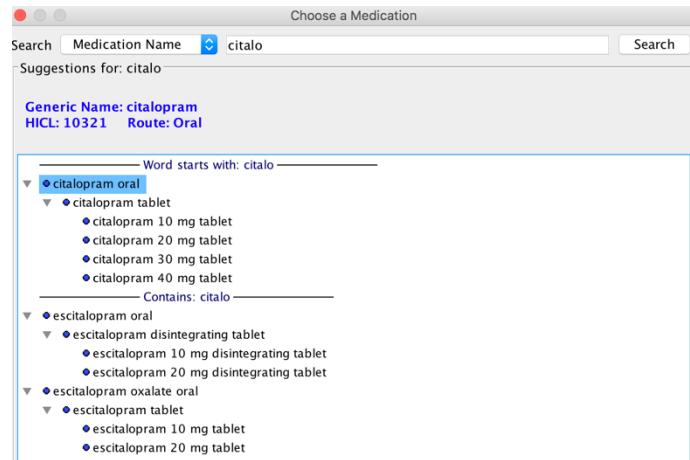 Choose a Medication
Search Medication Name citalo Search
Suggestions for: citalo
Generic Name: citalopram
HICL: 10321 Route: Oral
Word starts with: citalo
citalopram oral
citalopram tablet
citalopram 10 mg tablet
citalopram 20 mg tablet
citalopram 30 mg tablet
citalopram 40 mg tablet
Contains: citalo
escitalopram oral
escitalopram disintegrating tablet
escitalopram 10 mg disintegrating tablet
escitalopram 20 mg disintegrating tablet
escitalopram oxalate oral
escitalopram tablet
escitalopram 10 mg tablet
escitalopram 20 mg tablet